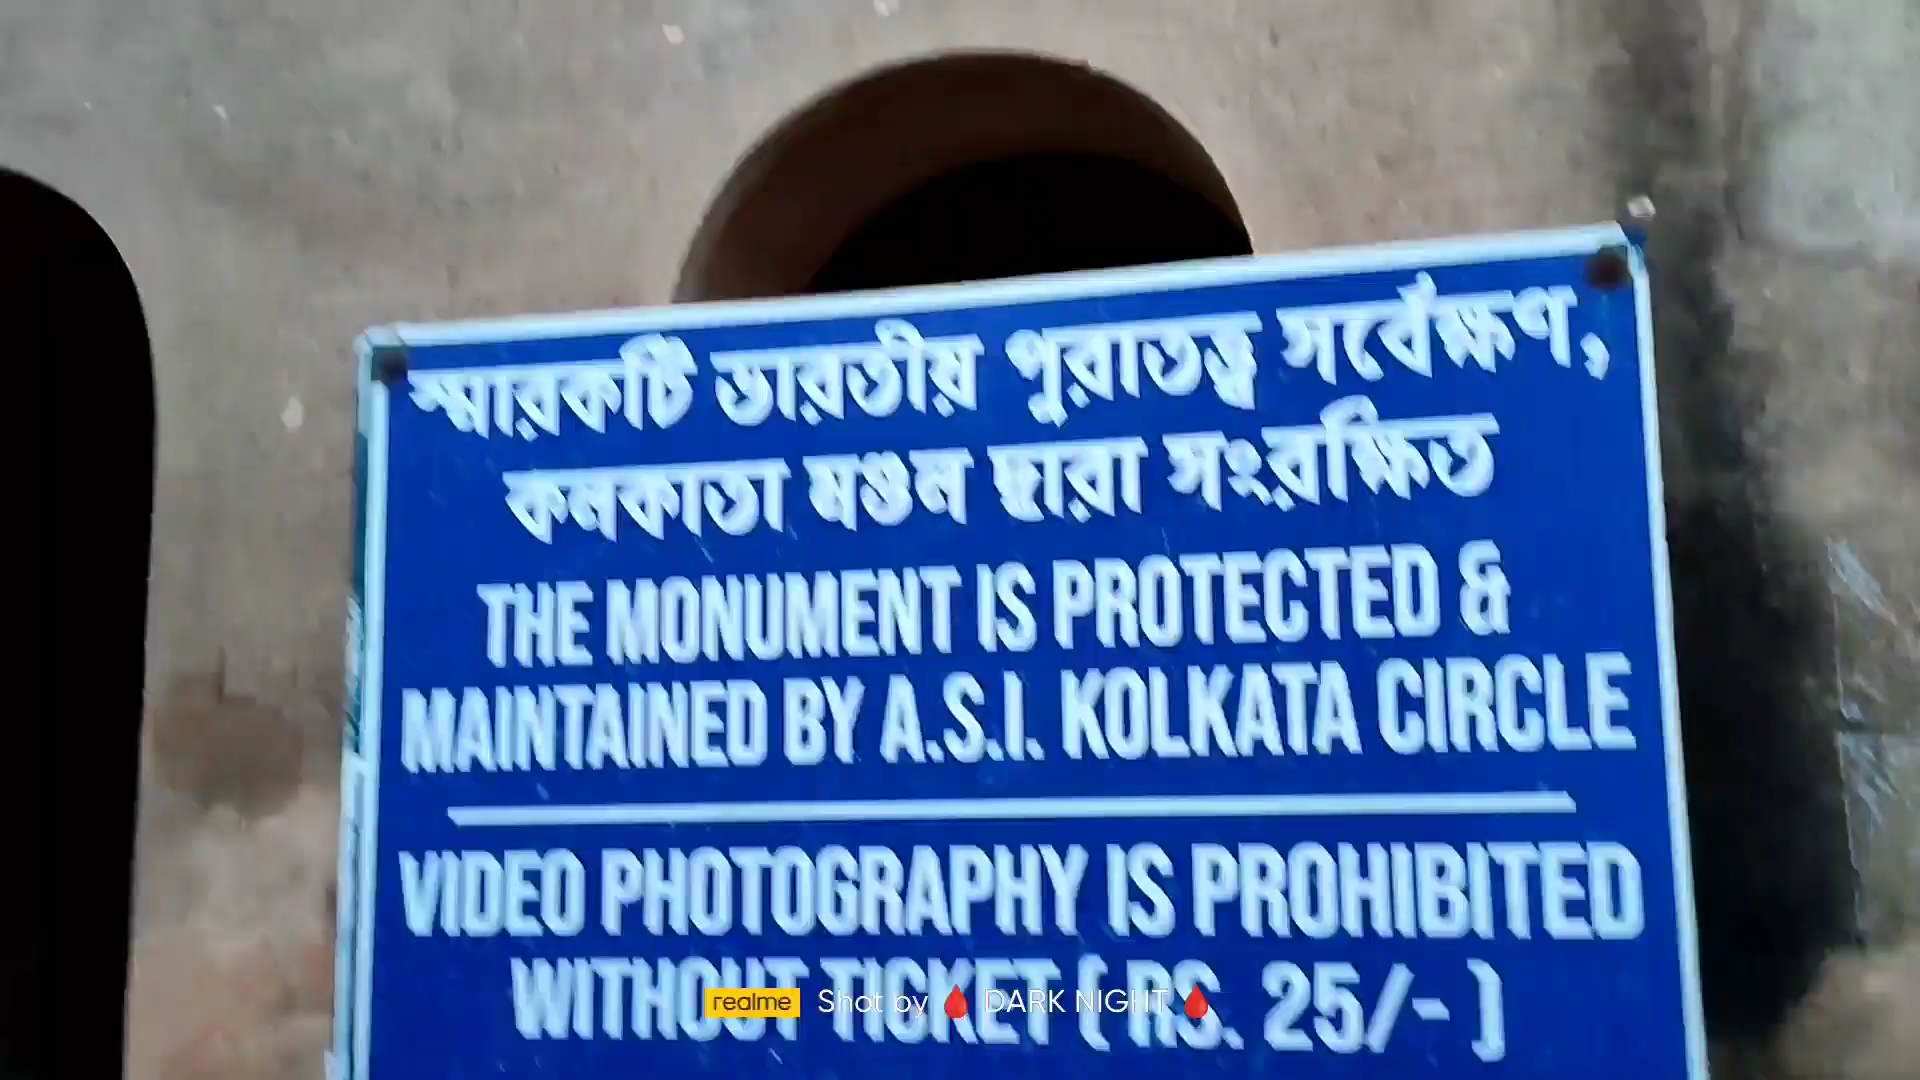 স্মারকটি ভারতীয় পুরাতত্ত্ব সর্বেক্ষণ,
কলকাতা মণ্ডল দ্বারা সংরক্ষিত
THE MONUMENT IS PROTECTED &
MAINTAINED BY A.S.I. KOLKATA CIRCLE
VIDEO PHOTOGRAPHY IS PROHIBITED
WITHOUT TICKET ( RS. 25/- )
realme Shot by 🩸 DARK NIGHT 🩸